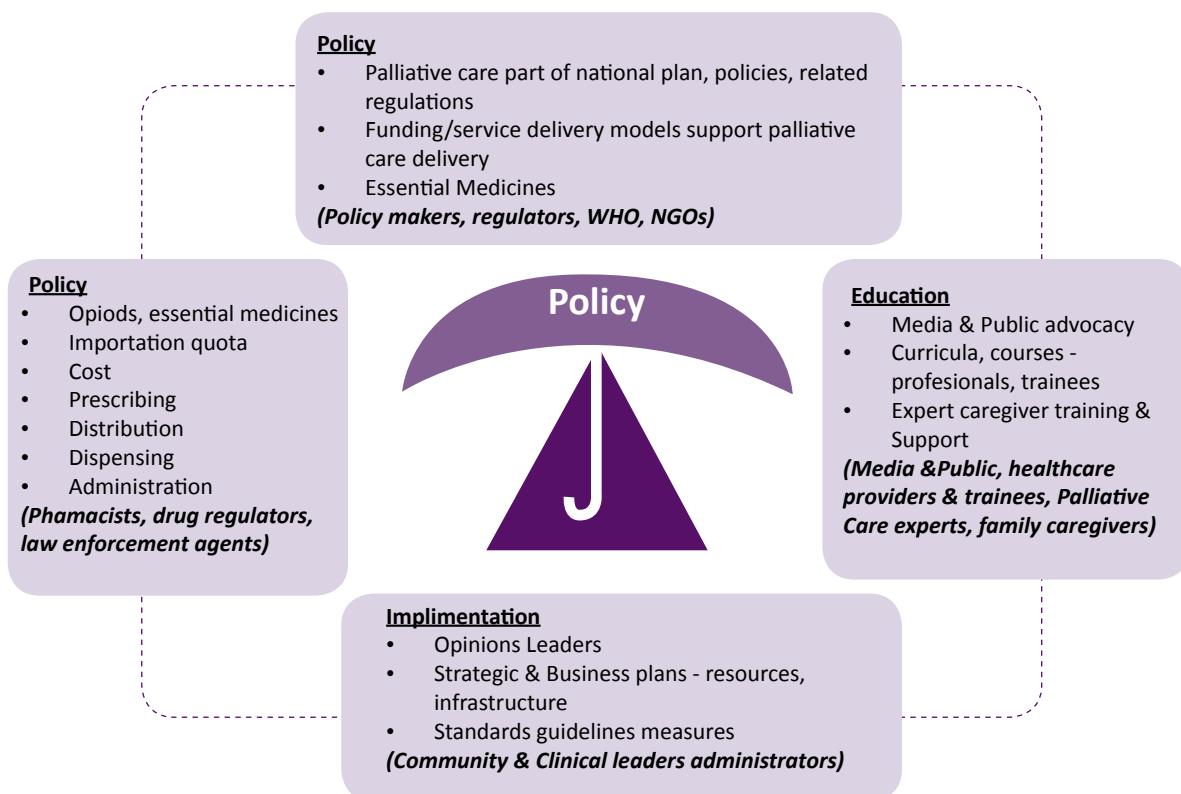 Policy
• Palliative care part of national plan, policies, related
regulations
• Funding/service delivery models support palliative
care delivery
• Essential Medicines
(Policy makers, regulators, WHO, NGOs)
Policy
• Opiods, essential medicines
• Importation quota
• Cost
• Prescribing
• Distribution
• Dispensing
• Administration
(Phamacists, drug regulators,
law enforcement agents)
Policy
Education
• Media & Public advocacy
• Curricula, courses -
profesionals, trainees
• Expert caregiver training &
Support
(Media &Public, healthcare
providers & trainees, Palliative
Care experts, family caregivers)
Implimentation
• Opinions Leaders
• Strategic & Business plans - resources,
infrastructure
• Standards guidelines measures
(Community & Clinical leaders administrators)